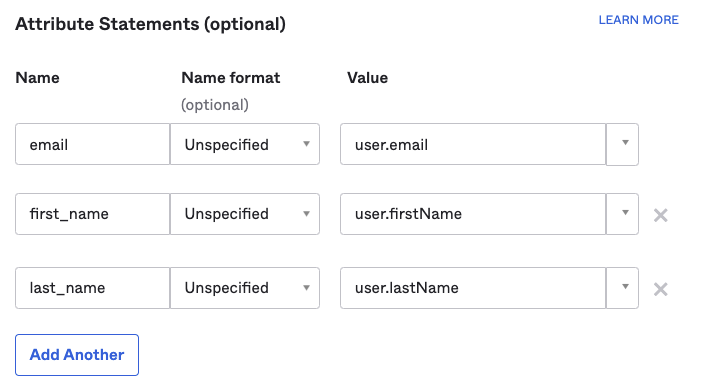 Attribute Statements (optional) LEARN MORE
Name Name format Value
(optional)
email Unspecified user.email
first_name Unspecified user.firstName
last_name Unspecified user.lastName
Add Another